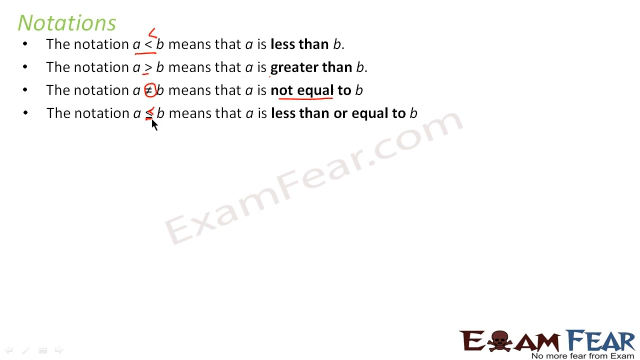 Notations
• The notation a < b means that a is less than b.
• The notation a > b means that a is greater than b.
• The notation a ≠ b means that a is not equal to b
• The notation a ≤ b means that a is less than or equal to b
ExamFear.com
EXAM FEAR
No more fear from Exam